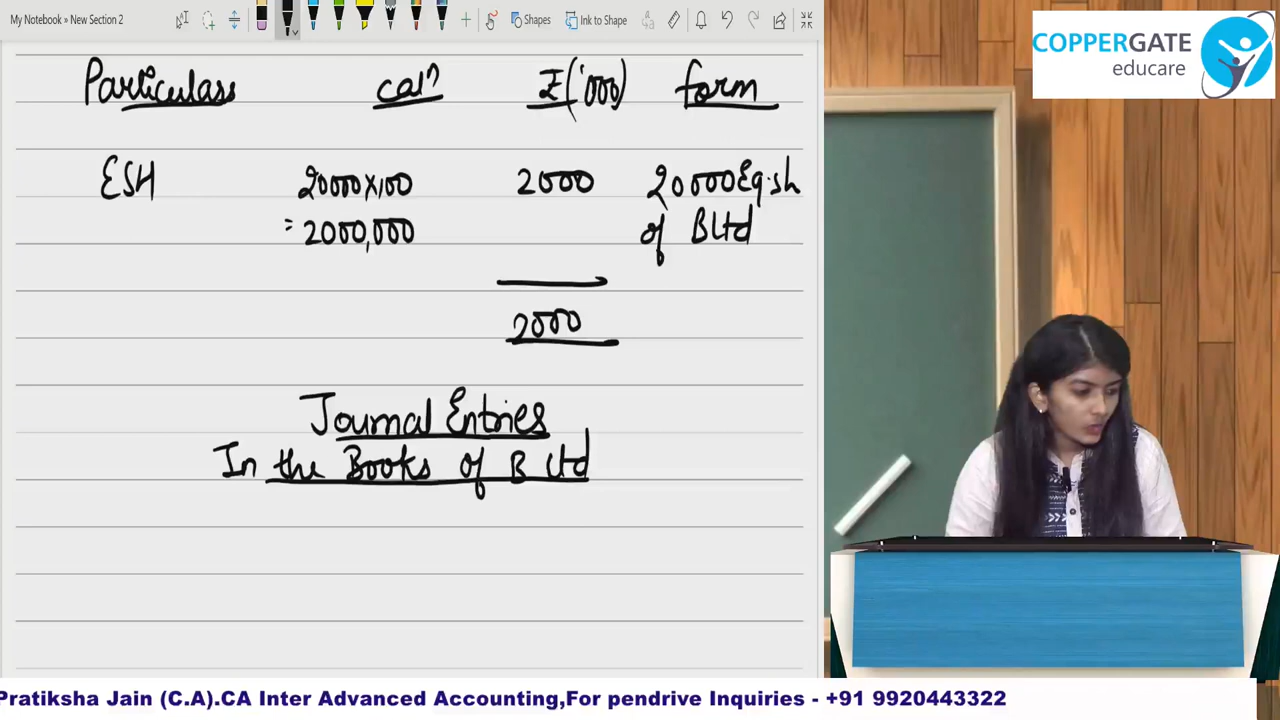 My Notebook » New Section 2
Shapes
Ink to Shape
COPPERGATE
educare
Particulars calⁿ ₹('000) form
ESH 20000×100 2000 20000 Eq. sh
= 2000,000 of B Ltd
2000
Journal Entries
In the Books of B Ltd
Pratiksha Jain (C.A).CA Inter Advanced Accounting,For pendrive Inquiries - +91 9920443322